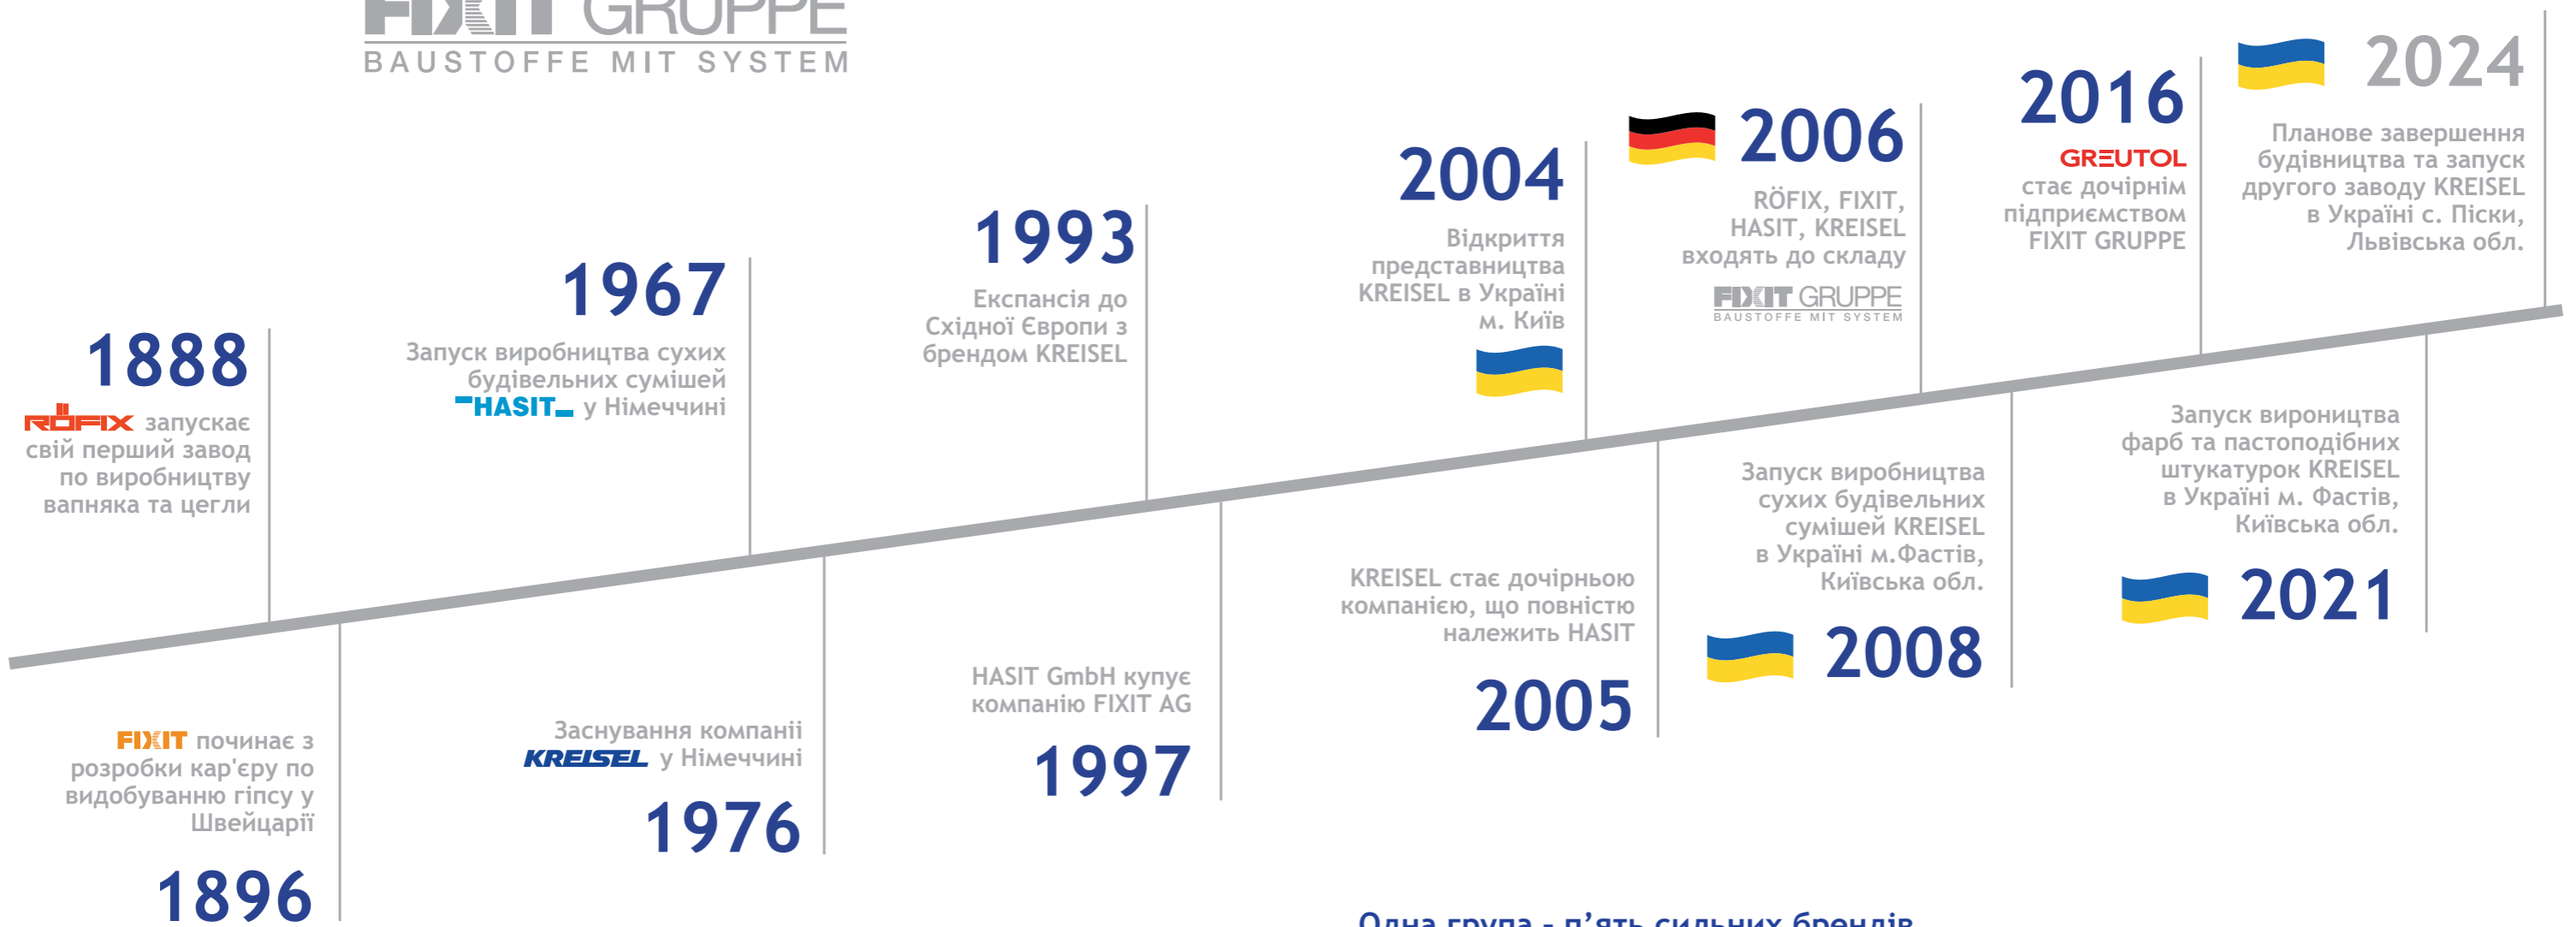 FIXIT GRUPPE
BAUSTOFFE MIT SYSTEM
1888
RÖFIX запускає
свій перший завод
по виробництву
вапняка та цегли
FIXIT починає з
розробки кар'єру по
видобуванню гіпсу у
Швейцарії
1896
1967
Запуск виробництва сухих
будівельних сумішей
HASIT у Німеччині
Заснування компаніі
KREISEL у Німеччині
1976
1993
Експансія до
Східної Європи з
брендом KREISEL
HASIT GmbH купує
компанію FIXIT AG
1997
2004
Відкриття
представництва
KREISEL в Україні
м. Київ
KREISEL стає дочірньою
компанією, що повністю
належить HASIT
2005
2006
RÖFIX, FIXIT,
HASIT, KREISEL
входять до складу
FIXIT GRUPPE
BAUSTOFFE MIT SYSTEM
Запуск виробництва
сухих будівельних
сумішей KREISEL
в Україні м.Фастів,
Київська обл.
2008
2016
GREUTOL
стає дочірнім
підприємством
FIXIT GRUPPE
Запуск вироництва
фарб та пастоподібних
штукатурок KREISEL
в Україні м. Фастів,
Київська обл.
2021
2024
Планове завершення
будівництва та запуск
другого заводу KREISEL
в Україні с. Піски,
Львівська обл.
Одна група - п’ять сильних брендів